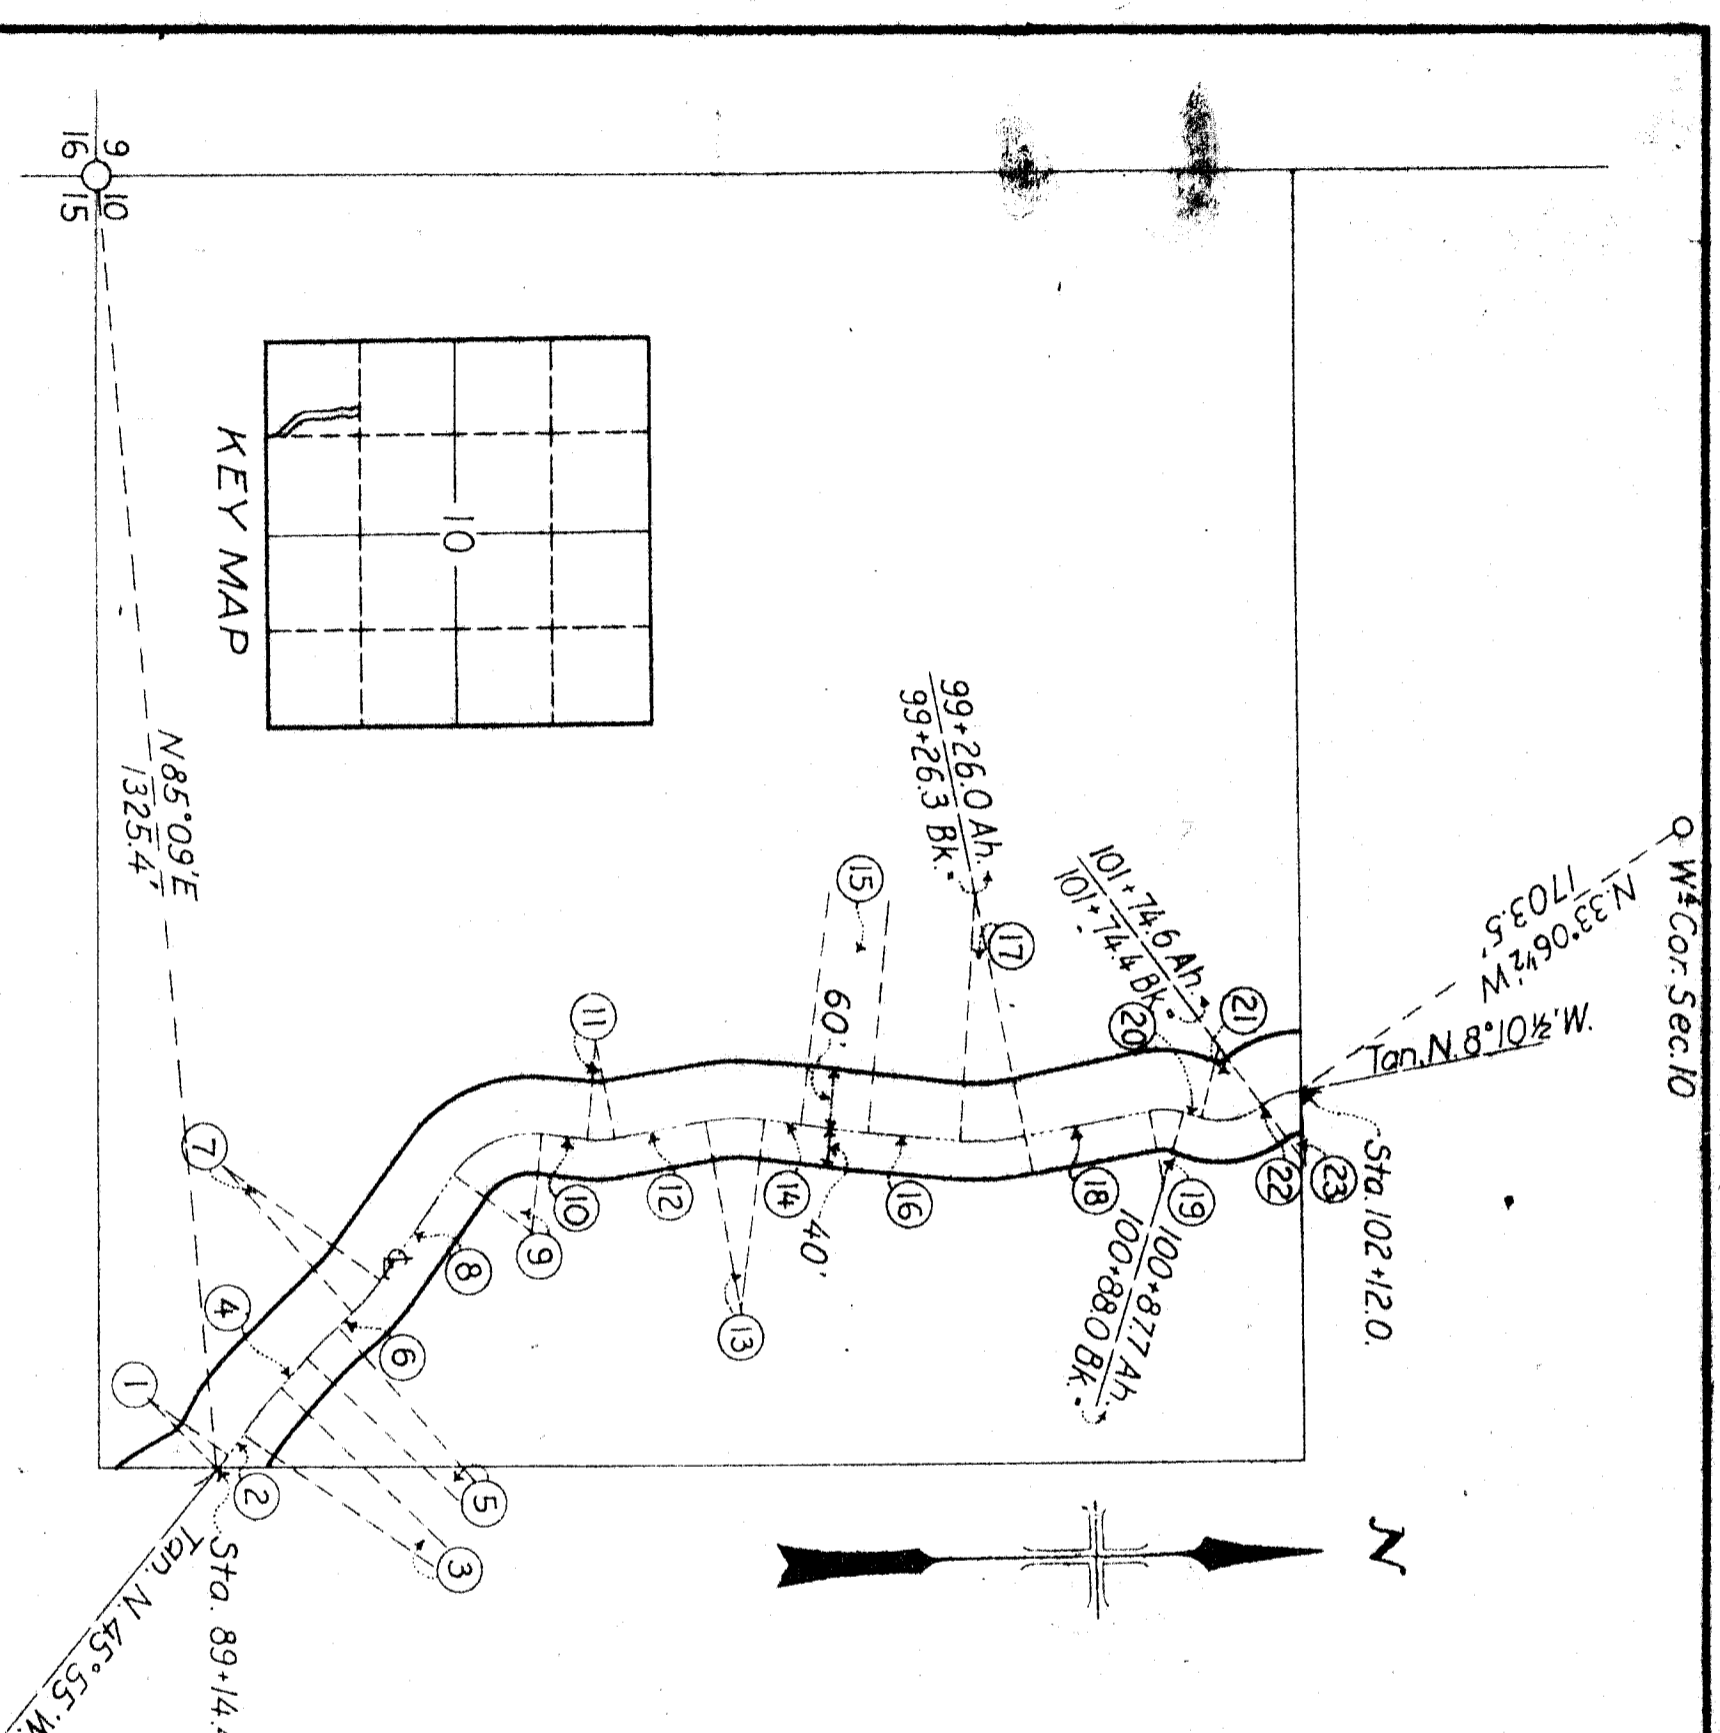 W¼ Cor. Sec. 10
N.33°06½'W
1703.5'
Tan. N. 8°10¾'W.
Sta. 102+12.0.
23
22
21
101+74.6 Ah.
101+74.4 Bk.
20
19
100+87.7 Ah.
100+88.0 Bk.
18
17
99+26.0 Ah.
99+26.3 Bk.
16
15
60'
40'
14
13
12
11
10
9
8
7
6
5
4
3
2
1
℄
N
KEY MAP
10
9 10
16 15
N85°09'E
1325.4'
Sta. 89+14.
Tan. N. 45°55'W.